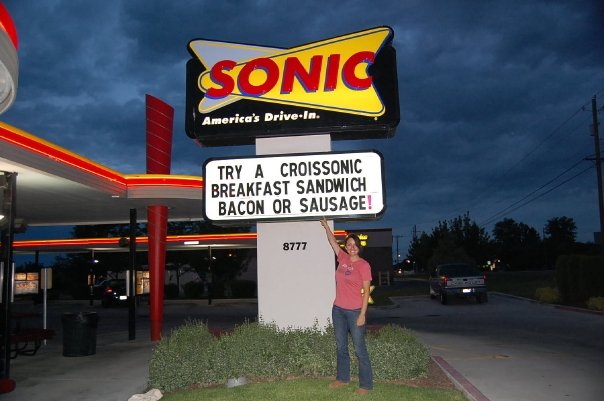 SONIC
America's Drive-In.
TRY A CROISSONIC
BREAKFAST SANDWICH
BACON OR SAUSAGE!
8777